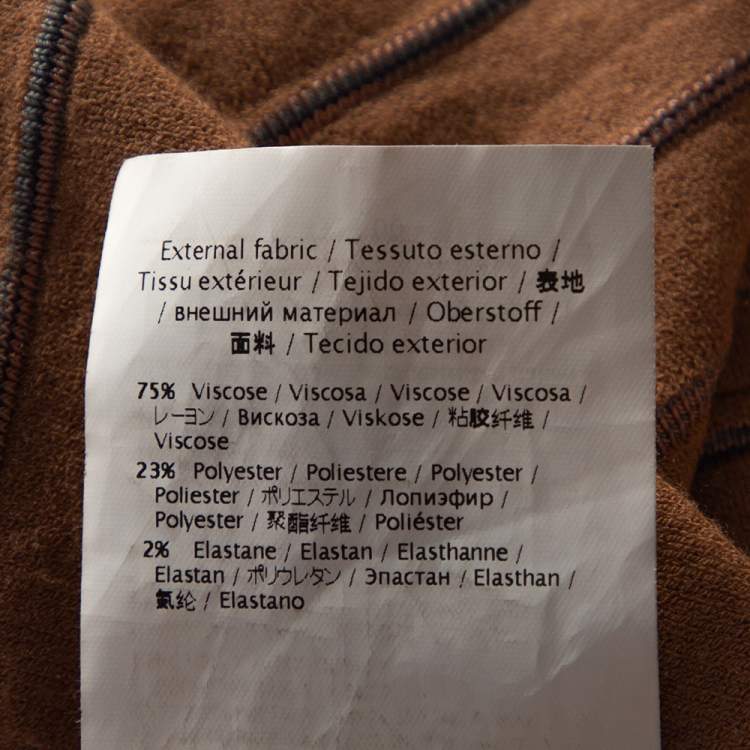 External fabric / Tessuto esterno /
Tissu extérieur / Tejido exterior / 表地
/ внешний материал / Oberstoff /
面料 / Tecido exterior
75% Viscose / Viscosa / Viscose / Viscosa /
レーヨン / Вискоза / Viskose / 粘胶纤维 /
Viscose
23% Polyester / Poliestere / Polyester /
Poliester / ポリエステル / Лопиэфир /
Polyester / 聚酯纤维 / Poliéster
2% Elastane / Elastan / Elasthanne /
Elastan / ポリウレタン / Эпастан / Elasthan /
氨纶 / Elastano